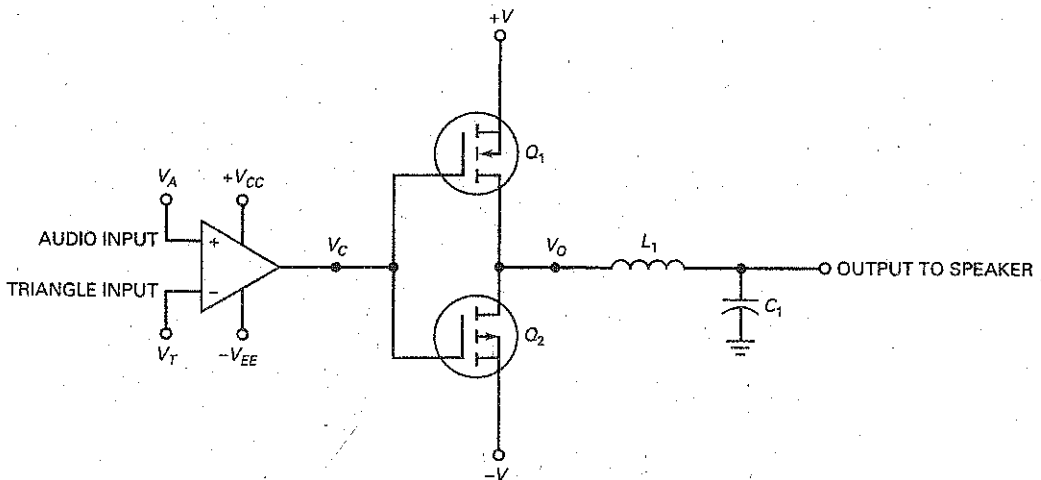 +V
Q1
VA
+VCC
AUDIO INPUT
+
VC
VO
L1
OUTPUT TO SPEAKER
TRIANGLE INPUT
−
C1
Q2
VT
−VEE
−V